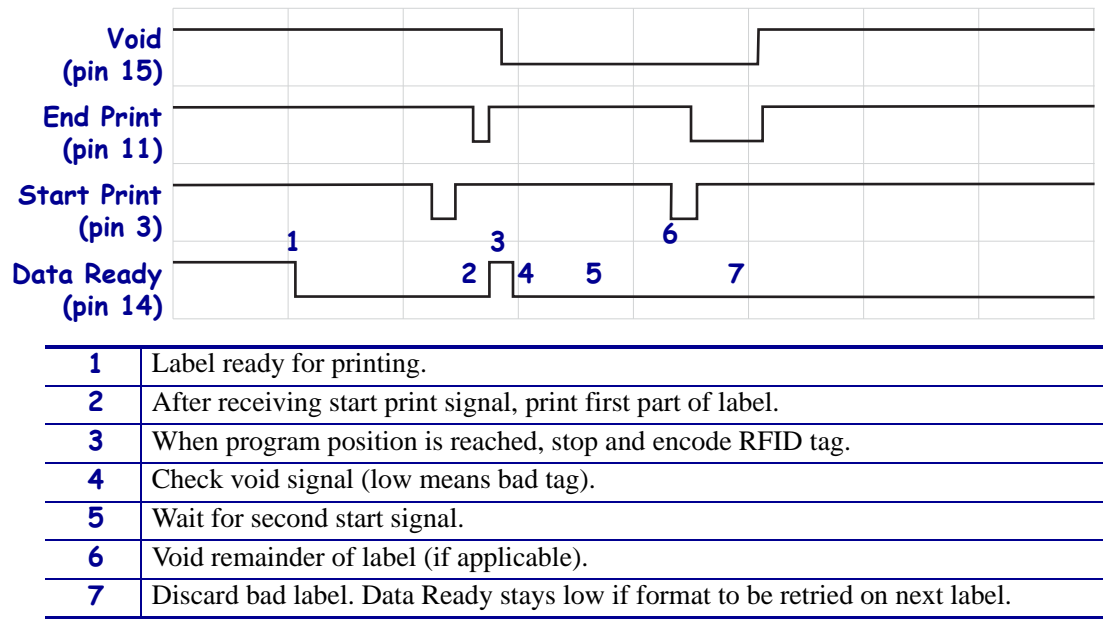 Void
(pin 15)
End Print
(pin 11)
Start Print
(pin 3)
1 3 6
Data Ready
(pin 14)
2 4 5 7
1 Label ready for printing.
2 After receiving start print signal, print first part of label.
3 When program position is reached, stop and encode RFID tag.
4 Check void signal (low means bad tag).
5 Wait for second start signal.
6 Void remainder of label (if applicable).
7 Discard bad label. Data Ready stays low if format to be retried on next label.